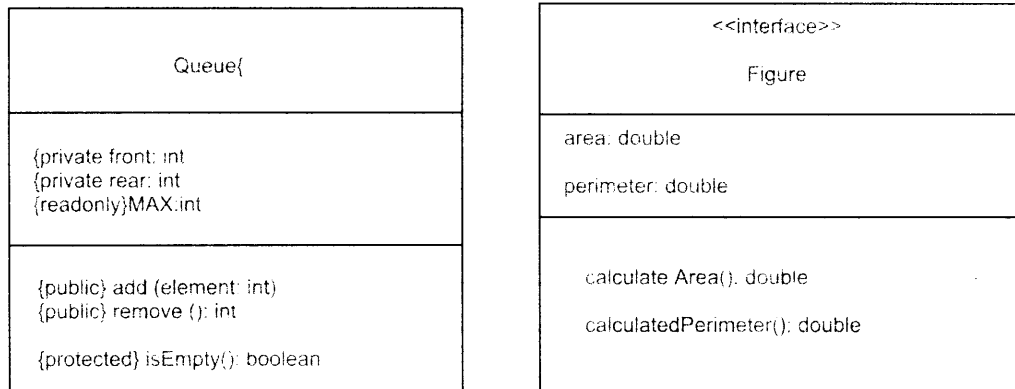 Queue{
{private front: int
{private rear: int
{readonly}MAX:int
{public} add (element: int)
{public} remove (): int
{protected} isEmpty(): boolean
<<interface>>
Figure
area: double
perimeter: double
calculate Area(). double
calculatedPerimeter(): double